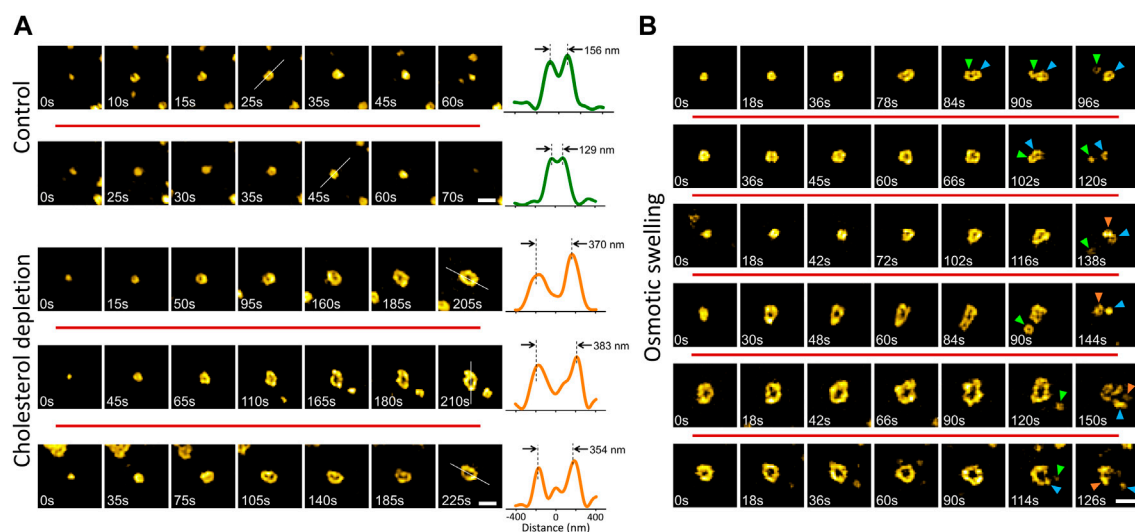 A
Control
0s 10s 15s 25s 35s 45s 60s
156 nm
0s 25s 30s 35s 45s 60s 70s
129 nm
Cholesterol depletion
0s 15s 50s 95s 160s 185s 205s
370 nm
0s 45s 65s 110s 165s 180s 210s
383 nm
0s 35s 75s 105s 140s 185s 225s
354 nm
-400 0 400
Distance (nm)
B
Osmotic swelling
0s 18s 36s 78s 84s 90s 96s
0s 36s 45s 60s 66s 102s 120s
0s 18s 42s 72s 102s 116s 138s
0s 30s 48s 60s 84s 90s 144s
0s 18s 42s 66s 90s 120s 150s
0s 18s 36s 60s 90s 114s 126s